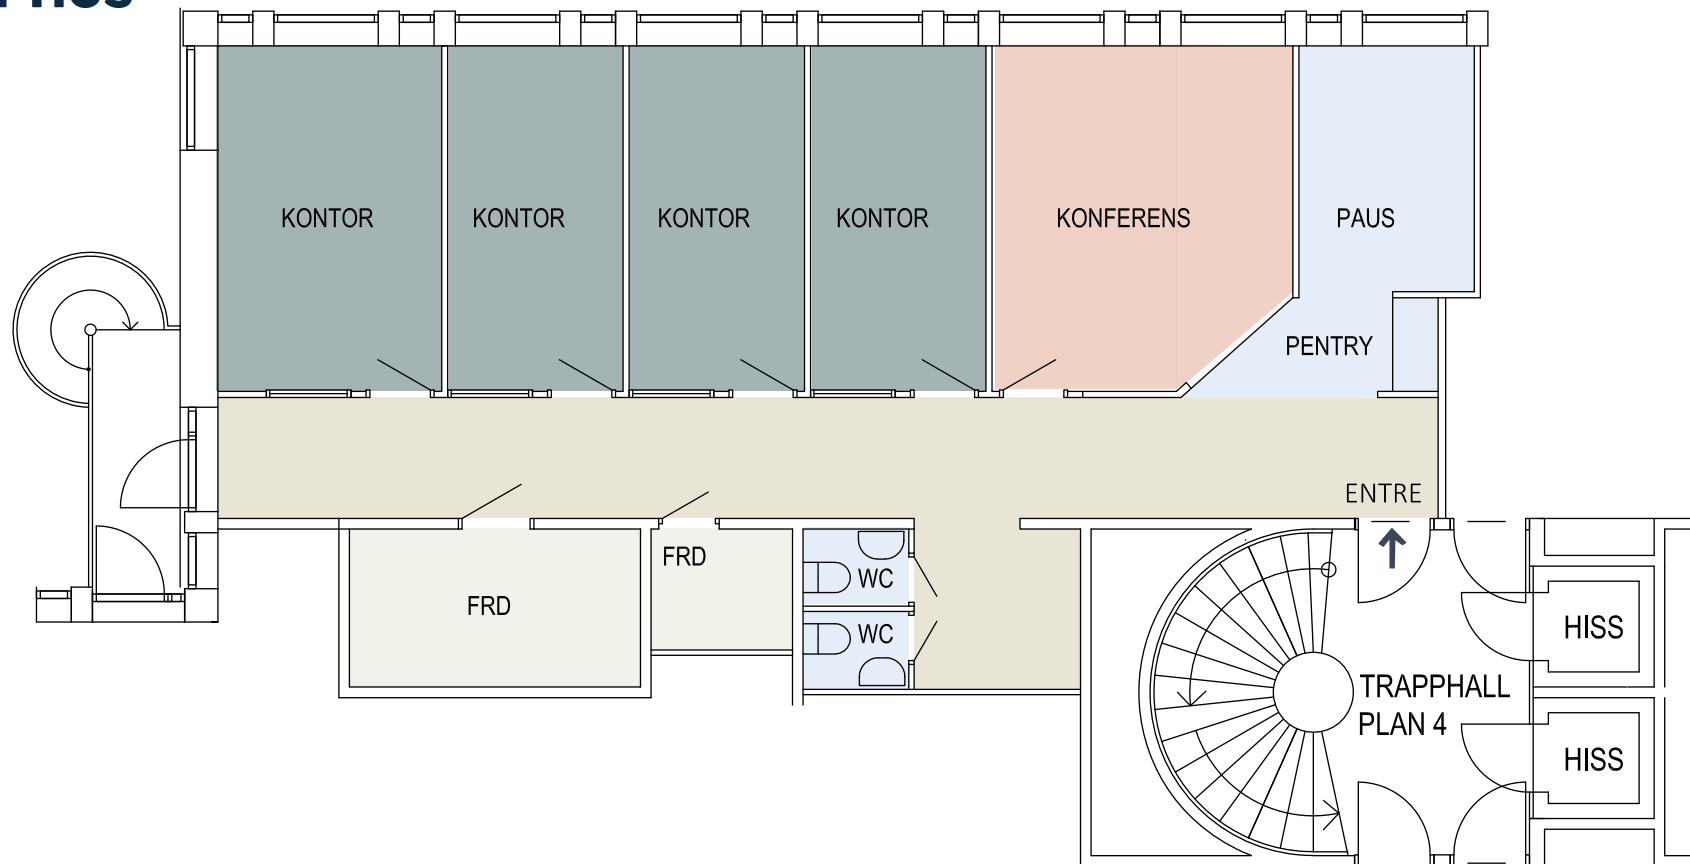 KONTOR
KONTOR
KONTOR
KONTOR
KONFERENS
PAUS
PENTRY
ENTRE
FRD
FRD
WC
WC
HISS
TRAPPHALL
PLAN 4
HISS